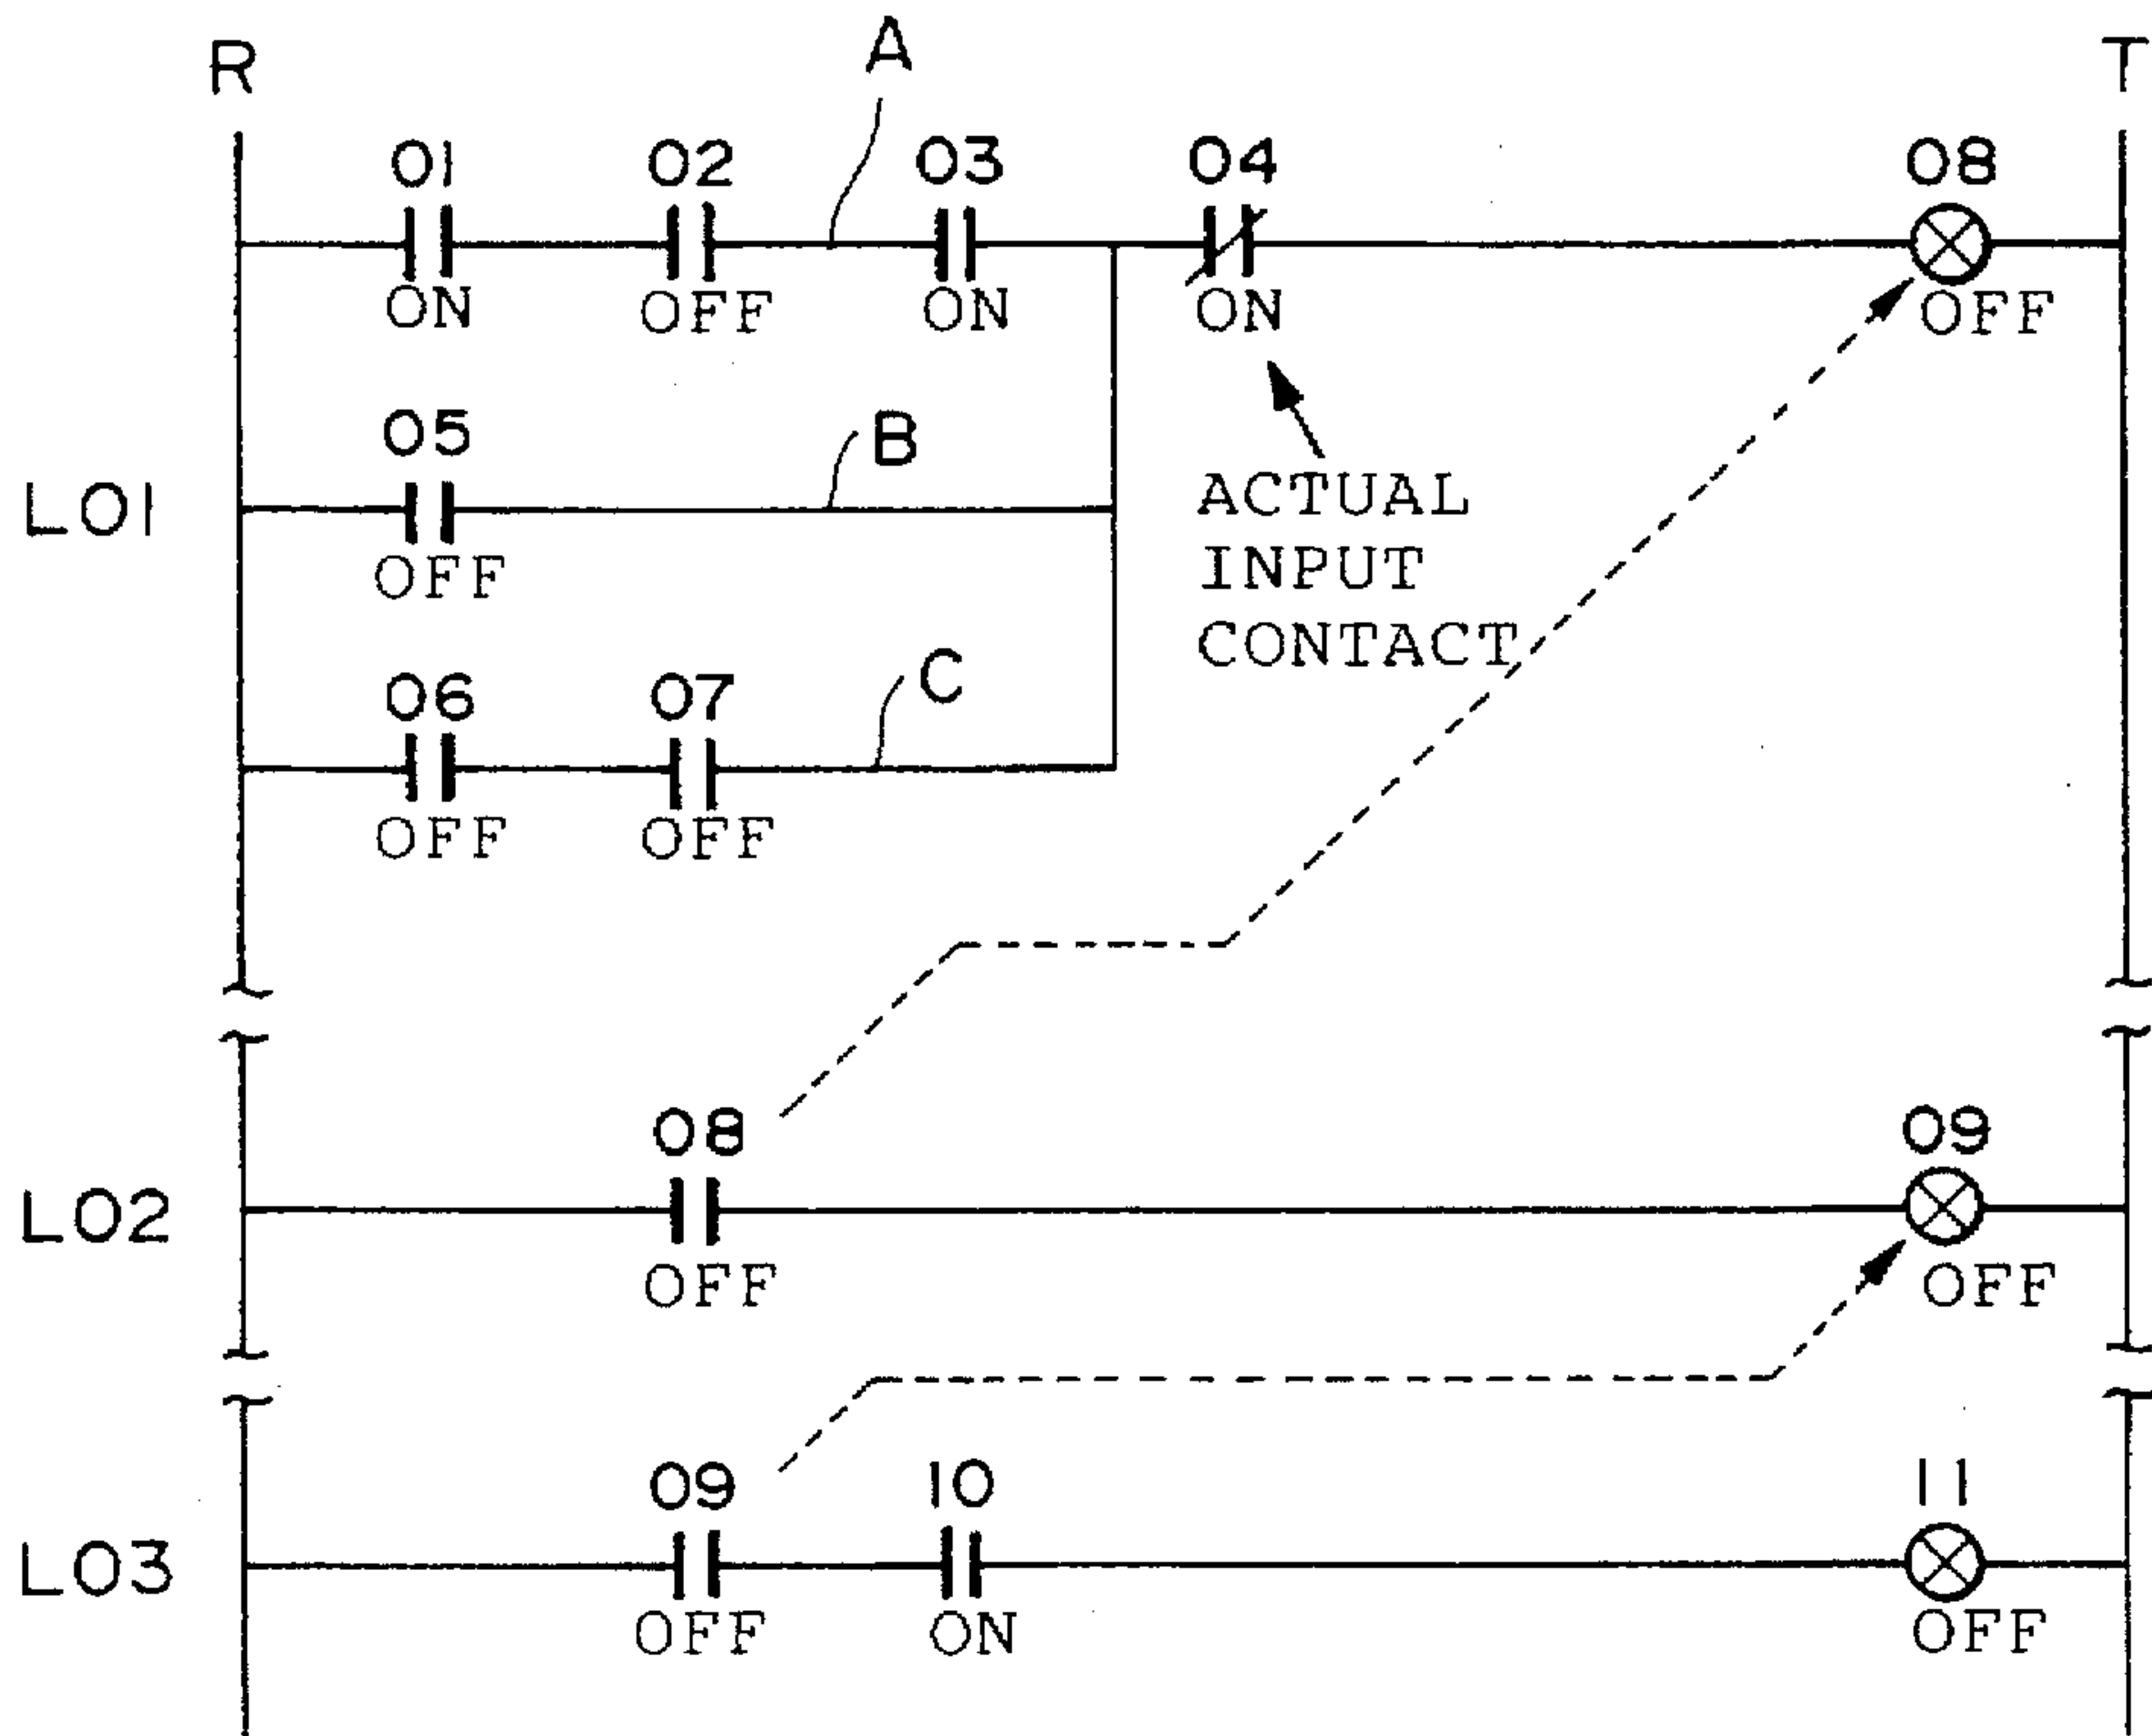 R A T
01 02 03 04 08
ON OFF ON ON OFF
05 B
L01
OFF
ACTUAL
INPUT
CONTACT
06 07 C
OFF OFF
08 09
L02
OFF OFF
09 10 11
L03
OFF ON OFF